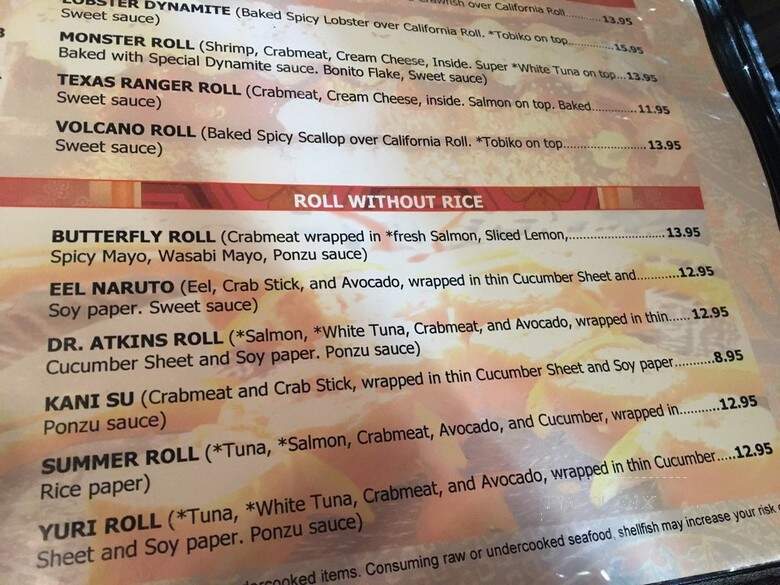 over California Roll..........13.95
LOBSTER DYNAMITE (Baked Spicy Lobster over California Roll. *Tobiko on top..............15.95
Sweet sauce)
MONSTER ROLL (Shrimp, Crabmeat, Cream Cheese, Inside. Super *White Tuna on top...13.95
Baked with Special Dynamite sauce. Bonito Flake, Sweet sauce)
TEXAS RANGER ROLL (Crabmeat, Cream Cheese, inside. Salmon on top. Baked...........11.95
Sweet sauce)
VOLCANO ROLL (Baked Spicy Scallop over California Roll. *Tobiko on top.....................13.95
Sweet sauce)
ROLL WITHOUT RICE
BUTTERFLY ROLL (Crabmeat wrapped in *fresh Salmon, Sliced Lemon,.........................13.95
Spicy Mayo, Wasabi Mayo, Ponzu sauce)
EEL NARUTO (Eel, Crab Stick, and Avocado, wrapped in thin Cucumber Sheet and...........12.95
Soy paper. Sweet sauce)
DR. ATKINS ROLL (*Salmon, *White Tuna, Crabmeat, and Avocado, wrapped in thin......12.95
Cucumber Sheet and Soy paper. Ponzu sauce)
KANI SU (Crabmeat and Crab Stick, wrapped in thin Cucumber Sheet and Soy paper..........8.95
Ponzu sauce)
SUMMER ROLL (*Tuna, *Salmon, Crabmeat, Avocado, and Cucumber, wrapped in..........12.95
Rice paper)
YURI ROLL (*Tuna, *White Tuna, Crabmeat, and Avocado, wrapped in thin Cucumber.....12.95
Sheet and Soy paper. Ponzu sauce)
items. Consuming raw or undercooked seafood, shellfish may increase your risk